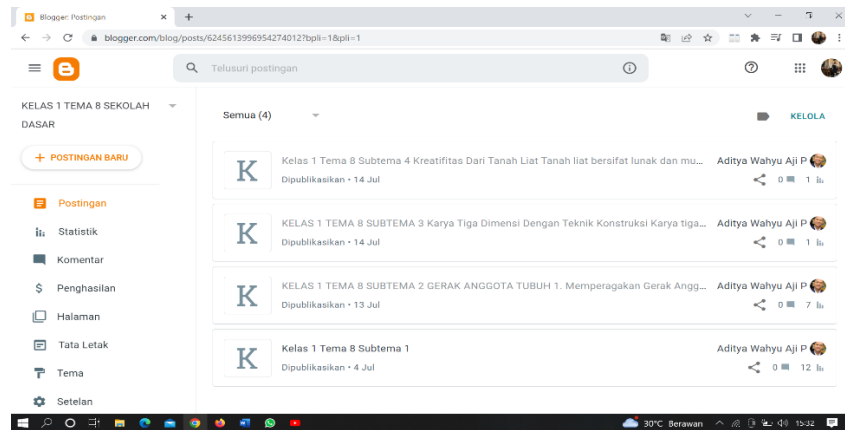 Blogger: Postingan
blogger.com/blog/posts/6245613996954274012?bpli=1&pli=1
Telusuri postingan
KELAS 1 TEMA 8 SEKOLAH
DASAR
Semua (4)
KELOLA
+ POSTINGAN BARU
K
Kelas 1 Tema 8 Subtema 4 Kreatifitas Dari Tanah Liat Tanah liat bersifat lunak dan mu...
Aditya Wahyu Aji P
Dipublikasikan • 14 Jul
0 1
Postingan
K
KELAS 1 TEMA 8 SUBTEMA 3 Karya Tiga Dimensi Dengan Teknik Konstruksi Karya tiga...
Aditya Wahyu Aji P
Statistik
Dipublikasikan • 14 Jul
0 1
Komentar
K
KELAS 1 TEMA 8 SUBTEMA 2 GERAK ANGGOTA TUBUH 1. Memperagakan Gerak Angg...
Aditya Wahyu Aji P
Penghasilan
Dipublikasikan • 13 Jul
0 7
Halaman
Tata Letak
K
Kelas 1 Tema 8 Subtema 1
Aditya Wahyu Aji P
Dipublikasikan • 4 Jul
0 12
Tema
Setelan
30°C Berawan
15:32